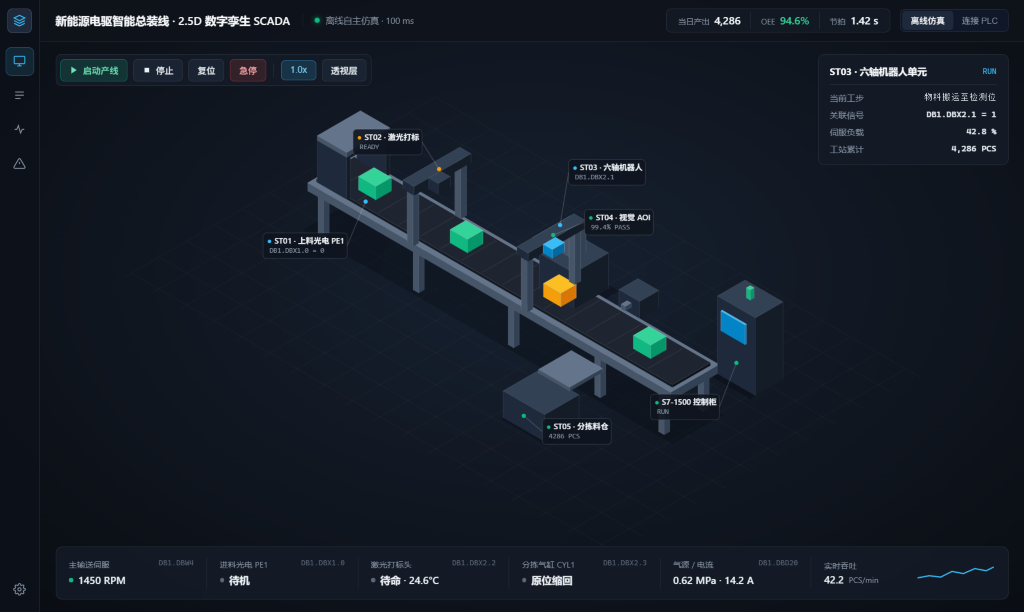 新能源电驱智能总装线 · 2.5D 数字孪生 SCADA
离线自主仿真 · 100 ms
当日产出 4,286
OEE 94.6%
节拍 1.42 s
离线仿真
连接 PLC
启动产线
停止
复位
急停
1.0x
透视层
ST03 · 六轴机器人单元
RUN
当前工步 物料搬运至检测位
关联信号 DB1.DBX2.1 = 1
伺服负载 42.8 %
工站累计 4,286 PCS
ST02 · 激光打标
READY
ST03 · 六轴机器人
DB1.DBX2.1
ST04 · 视觉 AOI
99.4% PASS
ST01 · 上料光电 PE1
DB1.DBX1.0 = 0
S7-1500 控制柜
RUN
ST05 · 分拣料仓
4286 PCS
主输送伺服 DB1.DBW4
1450 RPM
进料光电 PE1 DB1.DBX1.0
待机
激光打标头 DB1.DBX2.2
待命 · 24.6°C
分拣气缸 CYL1 DB1.DBX2.3
原位缩回
气源 / 电流 DB1.DBD20
0.62 MPa · 14.2 A
实时吞吐
42.2 PCS/min